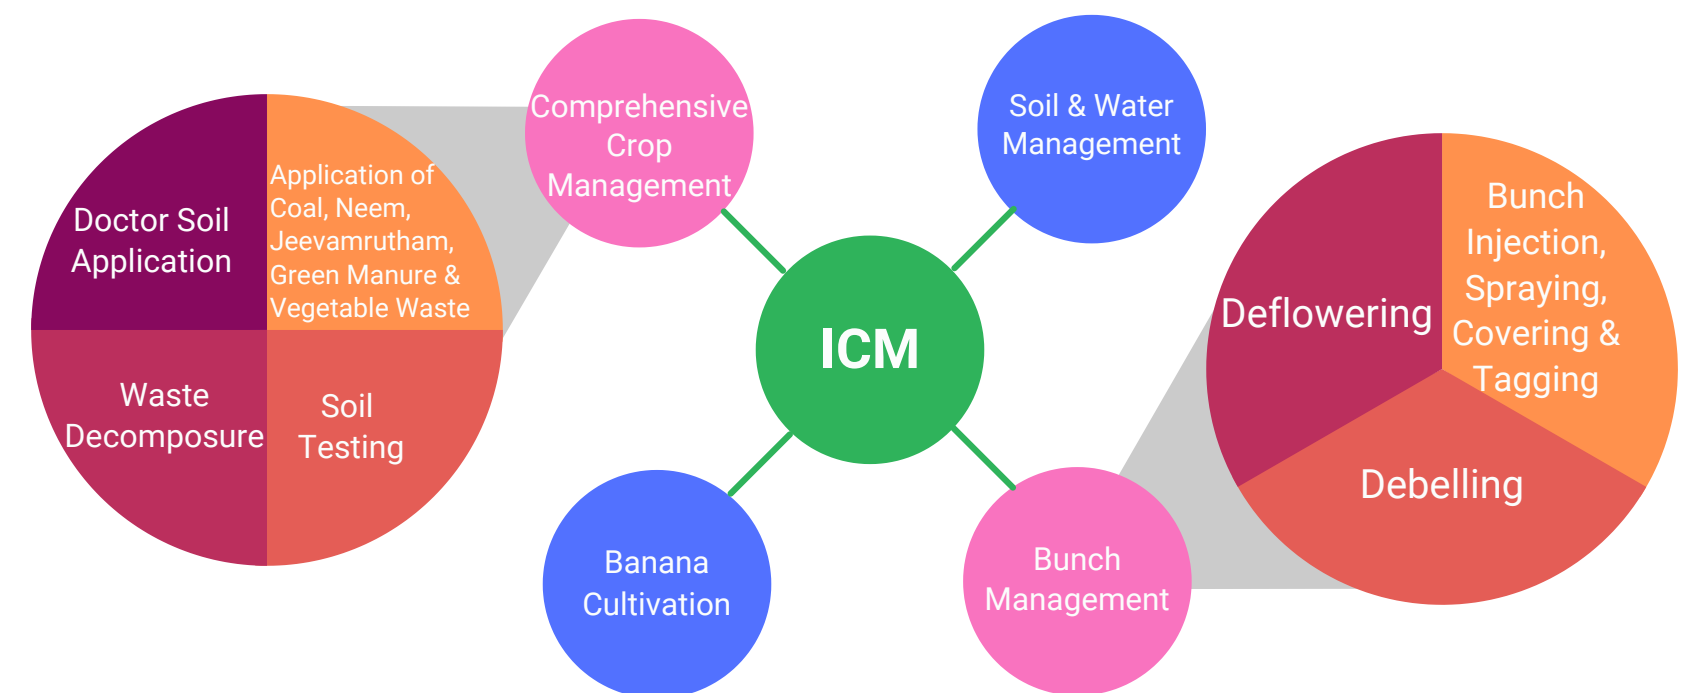 Doctor Soil
Application
Application of
Coal, Neem,
Jeevamrutham,
Green Manure &
Vegetable Waste
Waste
Decomposure
Soil
Testing
Comprehensive
Crop
Management
Soil & Water
Management
ICM
Banana
Cultivation
Bunch
Management
Deflowering
Bunch
Injection,
Spraying,
Covering &
Tagging
Debelling